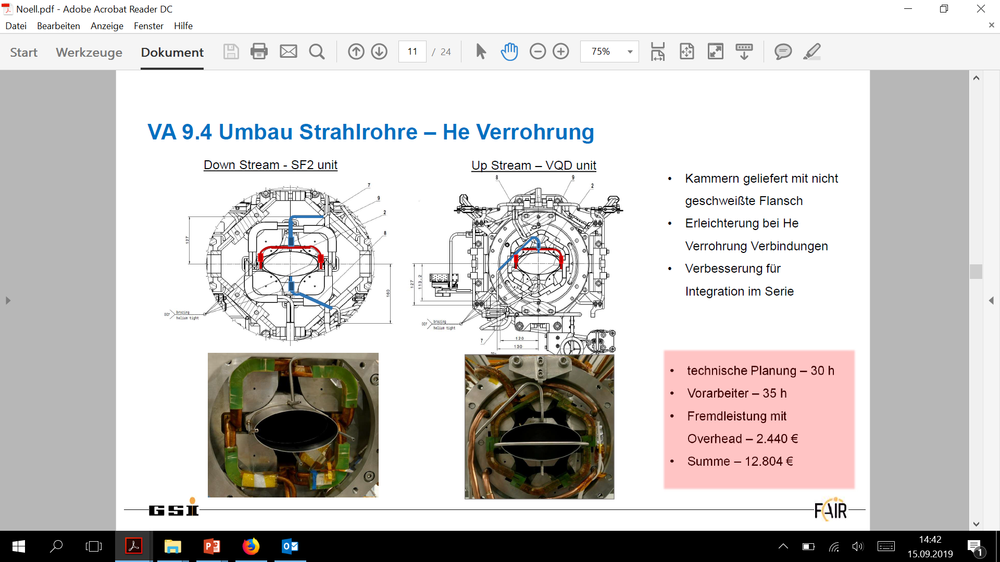 Noell.pdf - Adobe Acrobat Reader DC
Datei Bearbeiten Anzeige Fenster Hilfe
Start Werkzeuge Dokument 11 / 24 75%
VA 9.4 Umbau Strahlrohre – He Verrohrung
Down Stream - SF2 unit
7
9
2
8
127
160
007 brazing
helium tight
Up Stream – VQD unit
8 9 2
127
113.2
007 brazing
helium tight
7
120
130
• Kammern geliefert mit nicht
geschweißte Flansch
• Erleichterung bei He
Verrohrung Verbindungen
• Verbesserung für
Integration im Serie
• technische Planung – 30 h
• Vorarbeiter – 35 h
• Fremdleistung mit
Overhead – 2.440 €
• Summe – 12.804 €
GSI
FAIR
14:42
15.09.2019
1